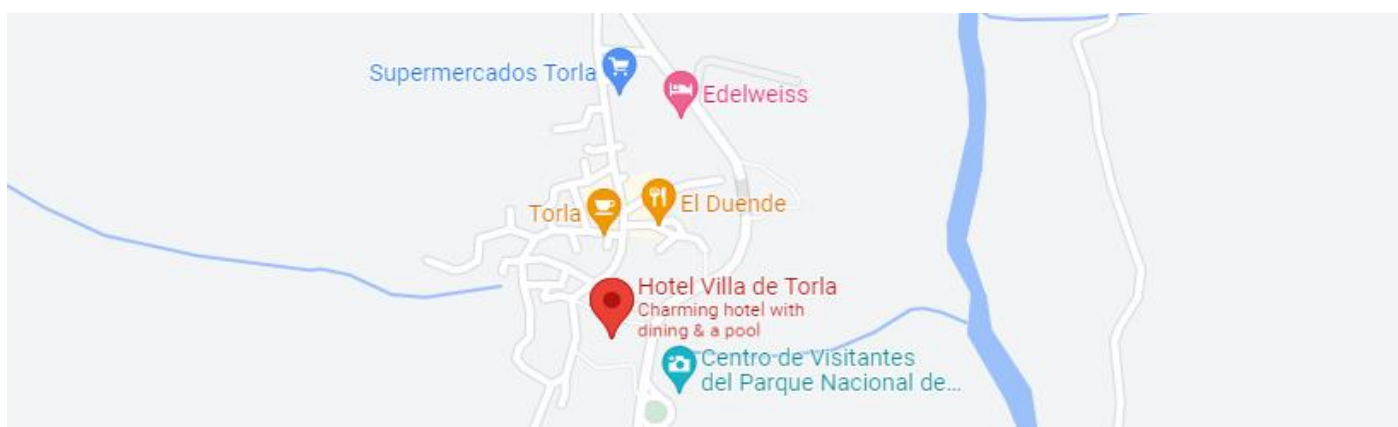 Supermercados Torla
Edelweiss
Torla
El Duende
Hotel Villa de Torla
Charming hotel with
dining & a pool
Centro de Visitantes
del Parque Nacional de...